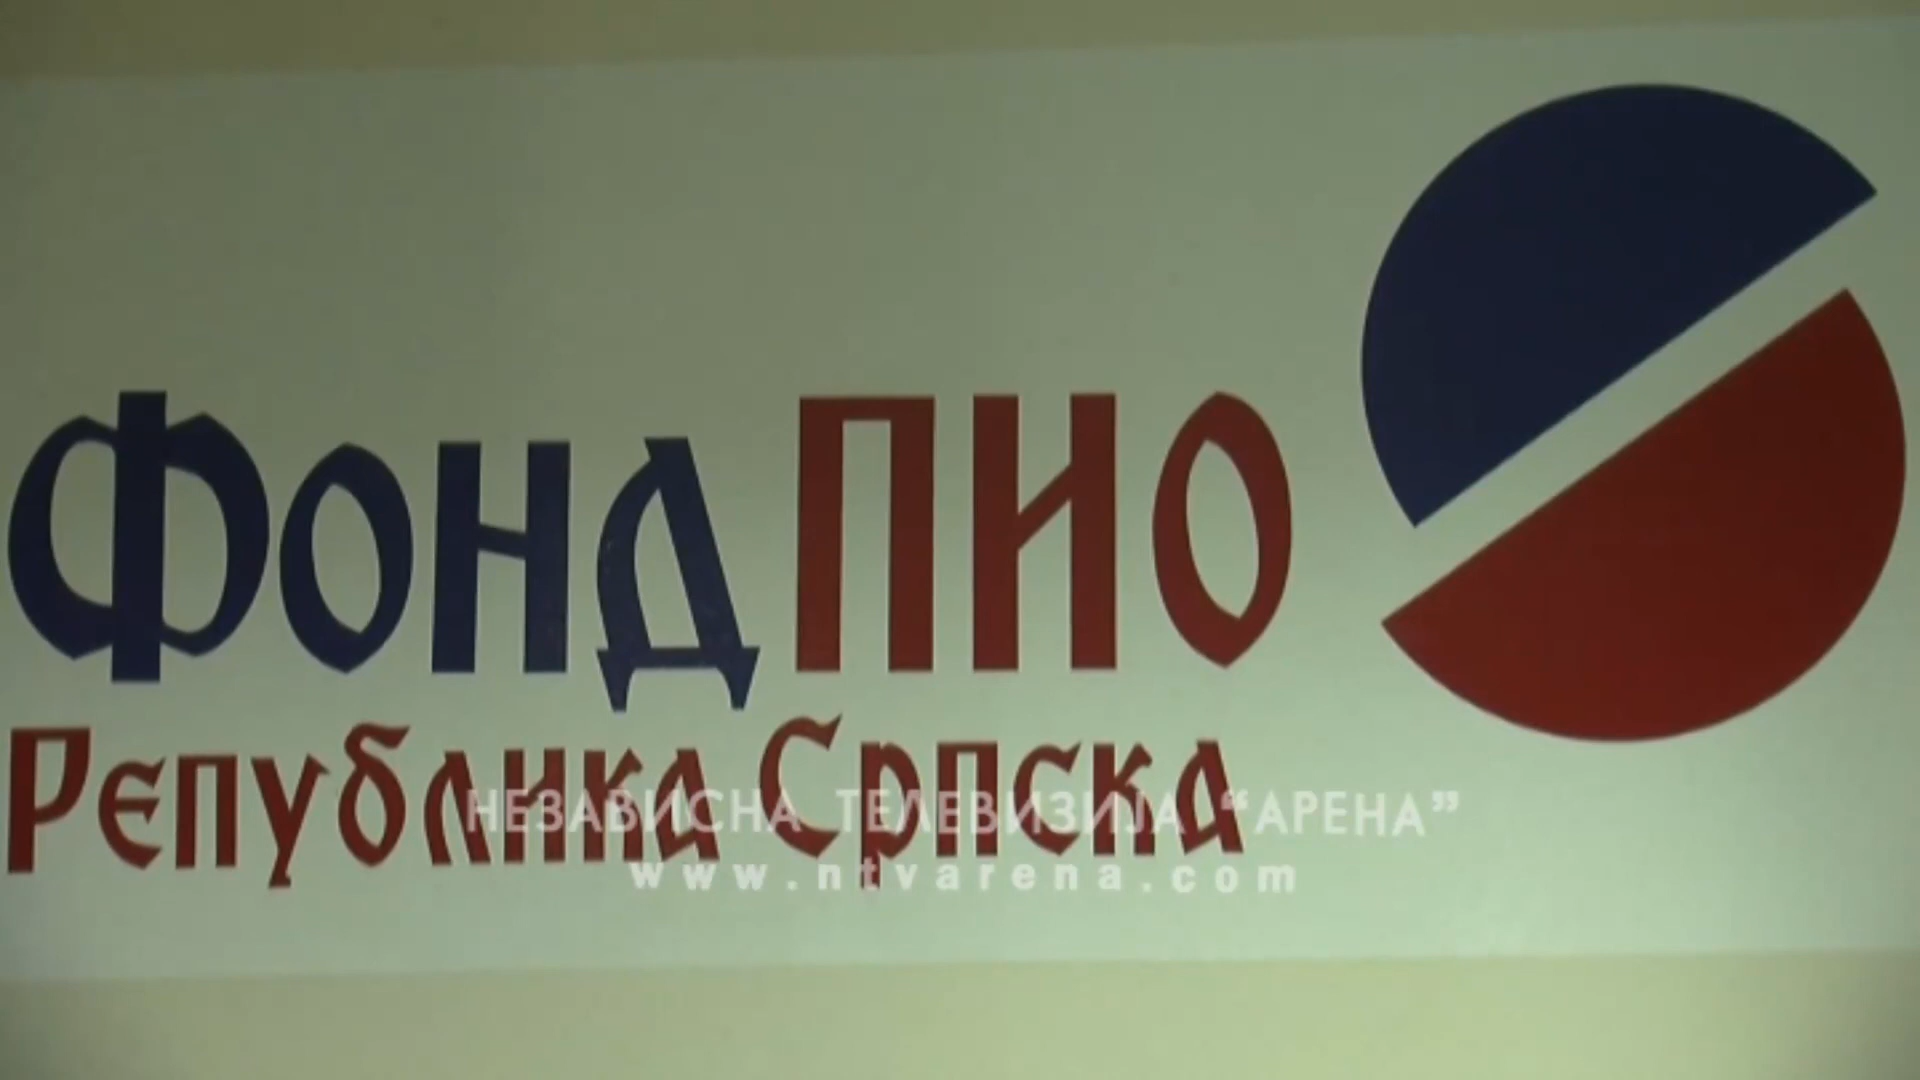 Фонд ПИО
Република Српска
НЕЗАВИСНА ТЕЛЕВИЗИЈА “АРЕНА”
www.ntvarena.com